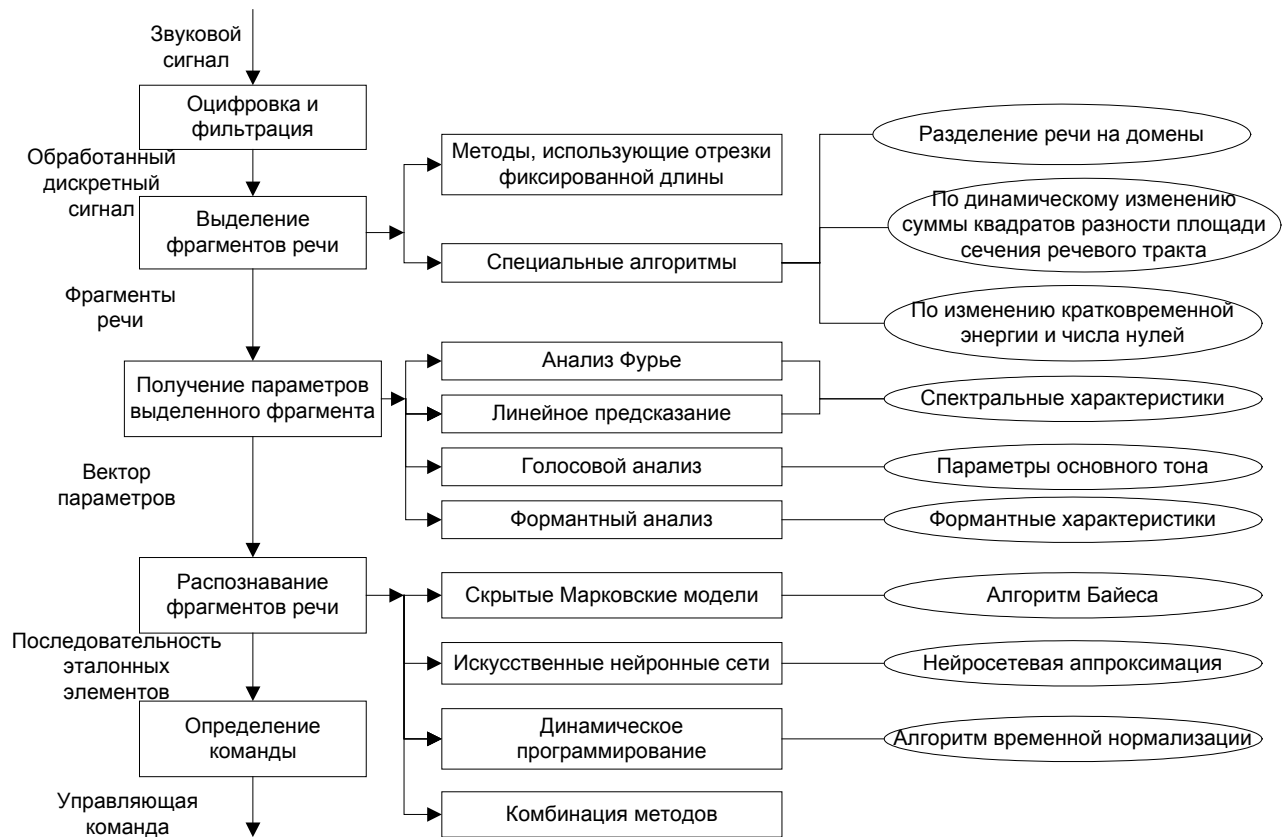 Звуковой
сигнал
Оцифровка и
фильтрация
Обработанный
дискретный
сигнал
Выделение
фрагментов речи
Методы, использующие отрезки
фиксированной длины
Специальные алгоритмы
Разделение речи на домены
По динамическому изменению
суммы квадратов разности площади
сечения речевого тракта
По изменению кратковременной
энергии и числа нулей
Фрагменты
речи
Получение параметров
выделенного фрагмента
Анализ Фурье
Линейное предсказание
Спектральные характеристики
Голосовой анализ
Параметры основного тона
Формантный анализ
Формантные характеристики
Вектор
параметров
Распознавание
фрагментов речи
Скрытые Марковские модели
Алгоритм Байеса
Искусственные нейронные сети
Нейросетевая аппроксимация
Динамическое
программирование
Алгоритм временной нормализации
Комбинация методов
Последовательность
эталонных
элементов
Определение
команды
Управляющая
команда